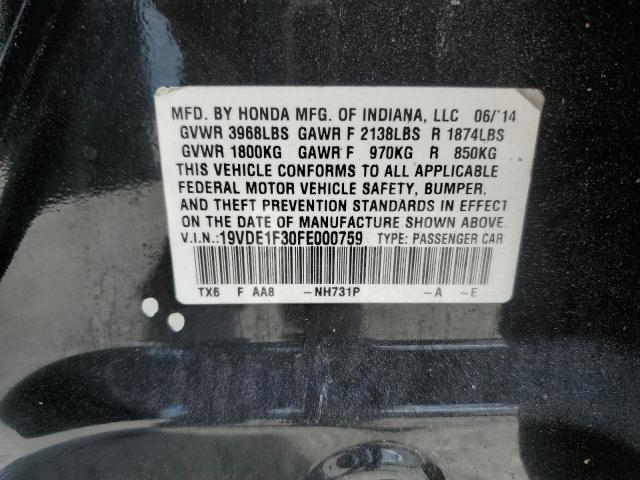 MFD. BY HONDA MFG. OF INDIANA, LLC 06/'14
GVWR 3968LBS GAWR F 2138LBS R 1874LBS
GVWR 1800KG GAWR F 970KG R 850KG
THIS VEHICLE CONFORMS TO ALL APPLICABLE
FEDERAL MOTOR VEHICLE SAFETY, BUMPER,
AND THEFT PREVENTION STANDARDS IN EFFECT
ON THE DATE OF MANUFACTURE SHOWN ABOVE.
V.I.N.:19VDE1F30FE000759 TYPE: PASSENGER CAR
TX6 F AA8 -NH731P -A -E